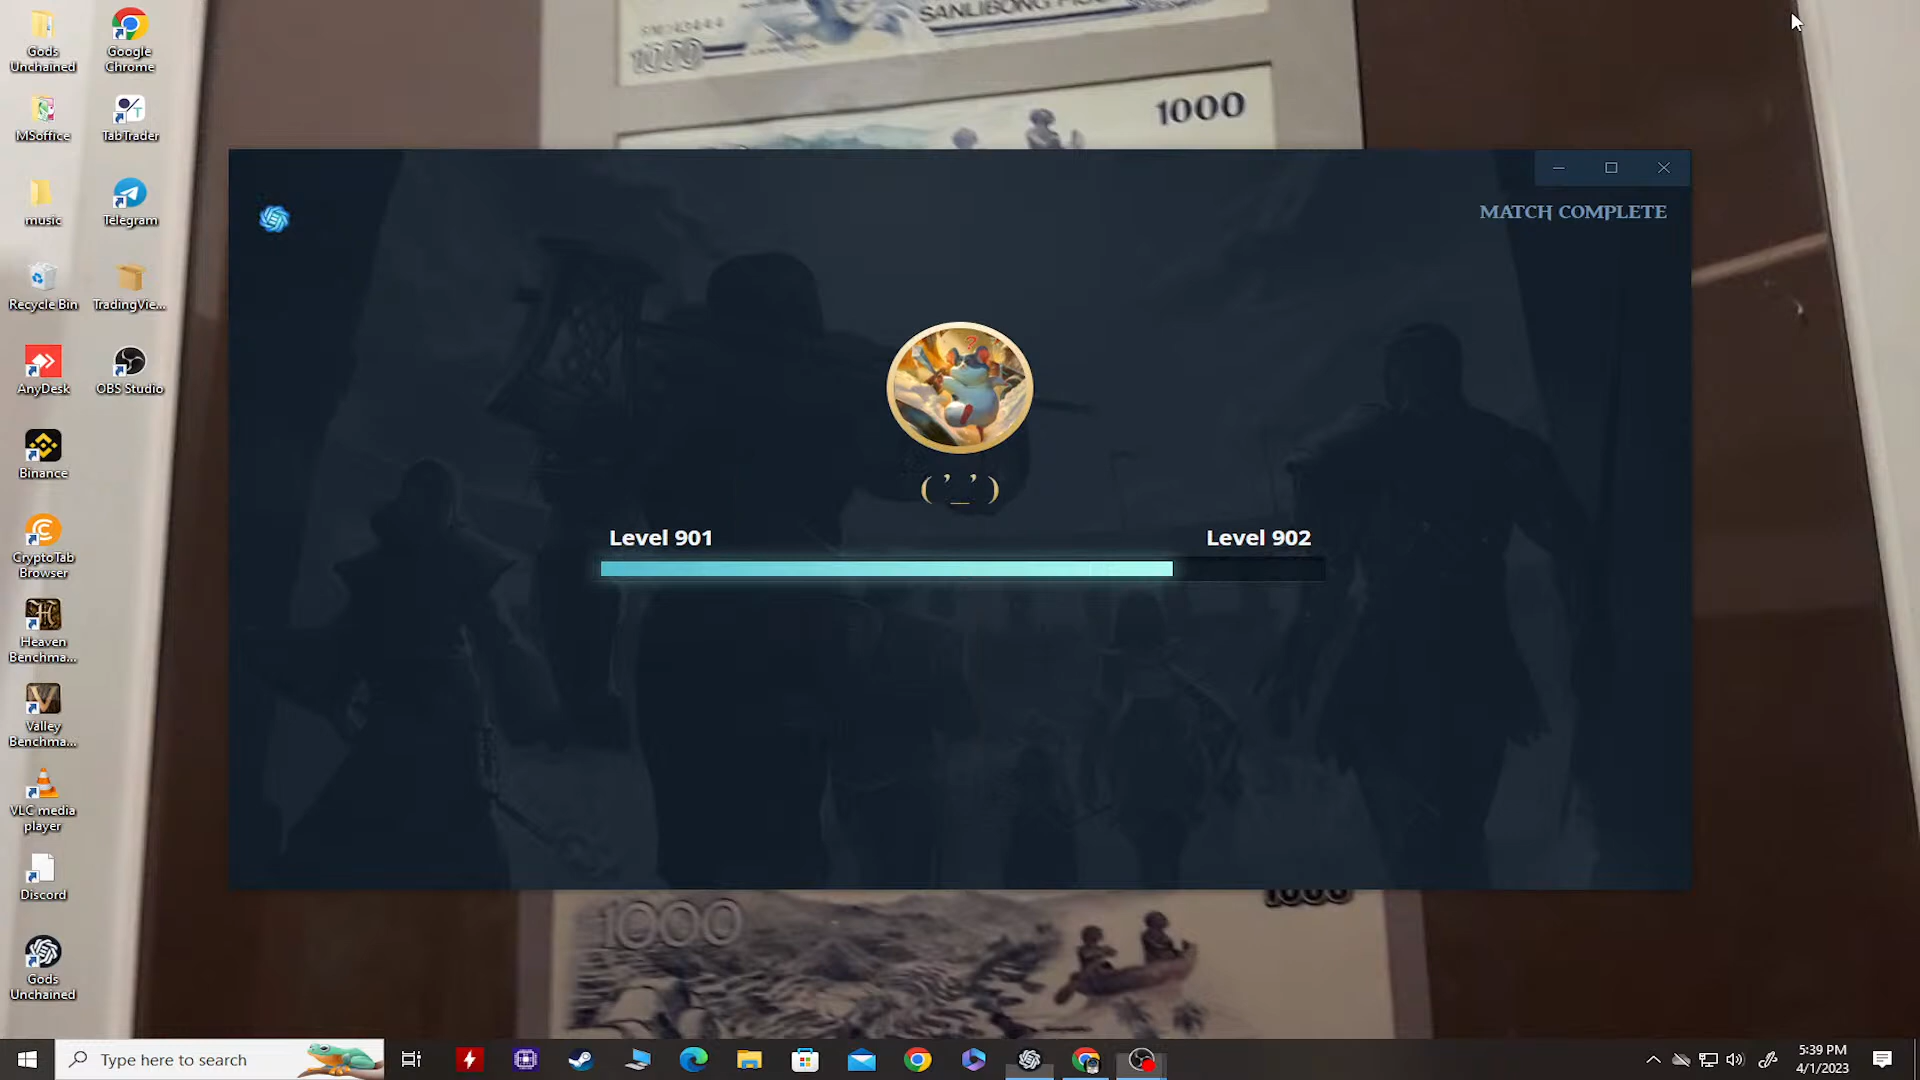 SANLIBONG
1000
1000
Gods
Unchained
Google
Chrome
MSoffice
TabTrader
music
Telegram
Recycle Bin
TradingVie...
AnyDesk
OBS Studio
Binance
CryptoTab
Browser
Heaven
Benchma...
Valley
Benchma...
VLC media
player
Discord
Gods
Unchained
MATCH COMPLETE
( '_' )
Level 901
Level 902
1000
1000
Type here to search
5:39 PM
4/1/2023